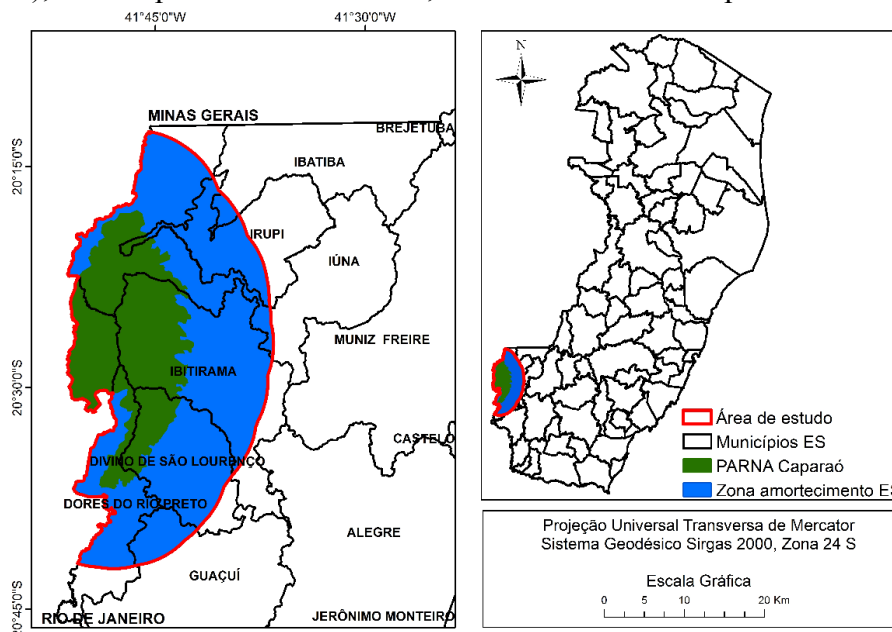 41°45'0"W
41°30'0"W
MINAS GERAIS
BREJETUBA
20°15'0"S
IBATIBA
IRUPI
IÚNA
MUNIZ FREIRE
IBITIRAMA
20°30'0"S
CASTELO
DIVINO DE SÃO LOURENÇO
DORES DO RIO PRETO
ALEGRE
GUAÇUÍ
20°45'0"S
RIO DE JANEIRO
JERÔNIMO MONTEIRO
N
Área de estudo
Municípios ES
PARNA Caparaó
Zona amortecimento ES
Projeção Universal Transversa de Mercator
Sistema Geodésico Sirgas 2000, Zona 24 S
Escala Gráfica
0 5 10 20 Km